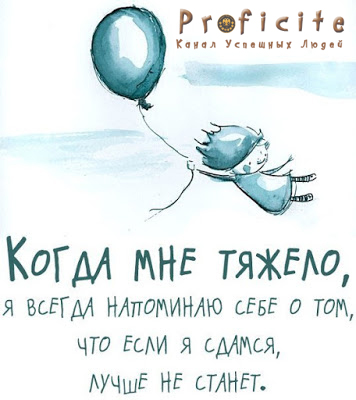 Proficite
Канал Успешных Людей
Когда мне тяжело,
я всегда напоминаю себе о том,
что если я сдамся,
лучше не станет.